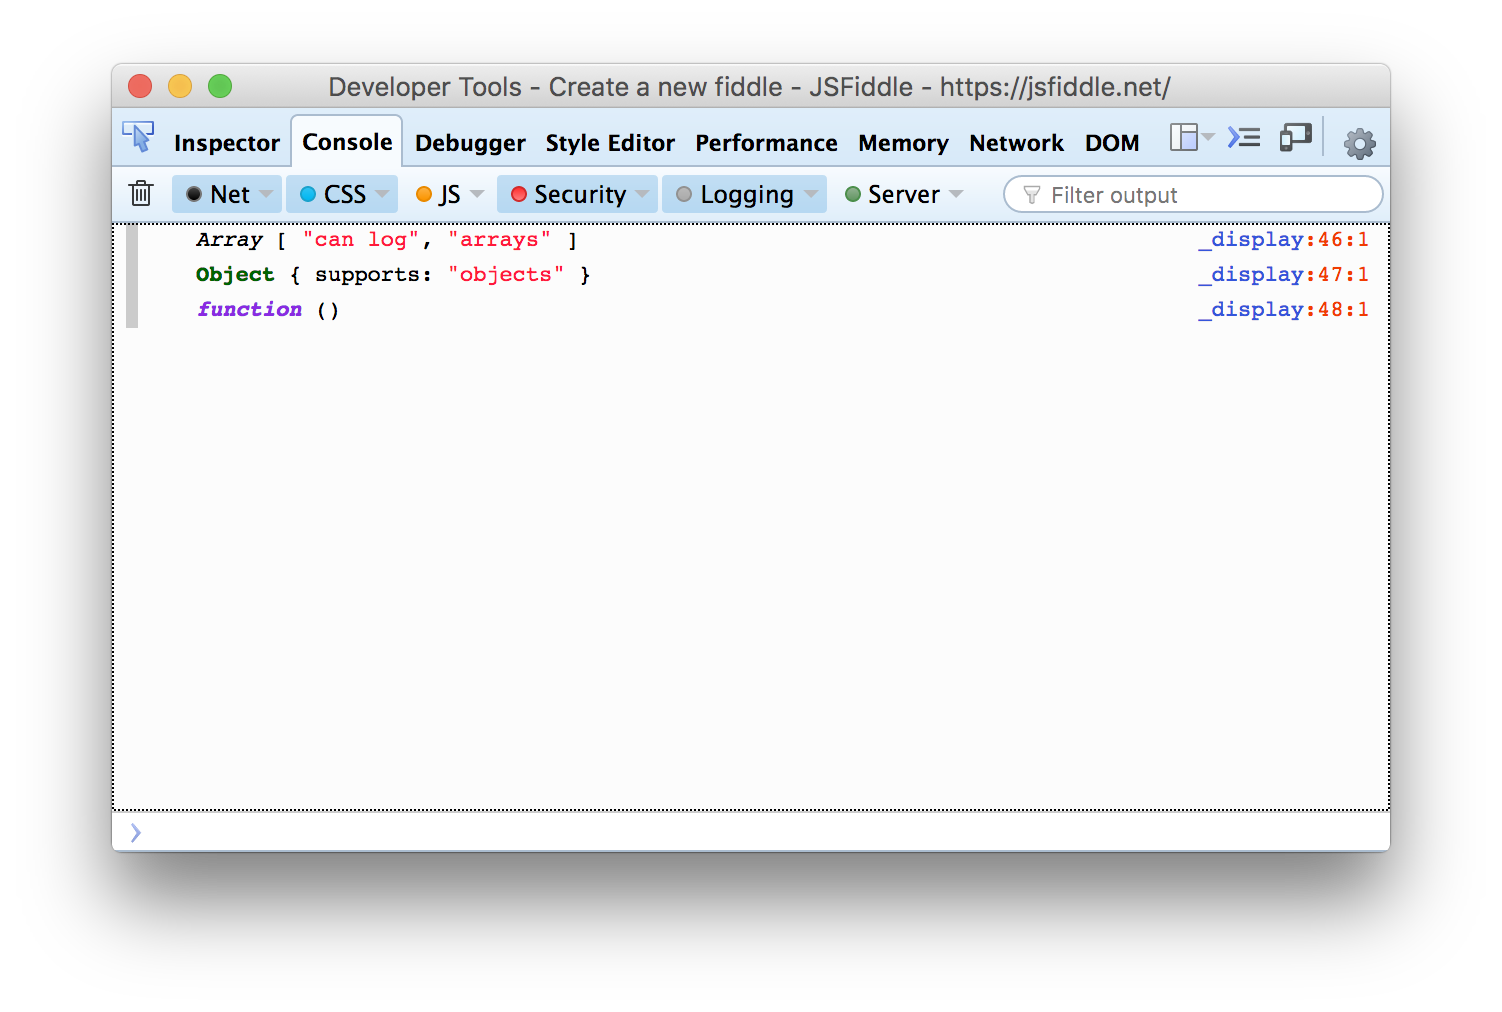 Developer Tools - Create a new fiddle - JSFiddle - https://jsfiddle.net/
Inspector Console Debugger Style Editor Performance Memory Network DOM
Net CSS JS Security Logging Server Filter output
Array [ "can log", "arrays" ] _display:46:1
Object { supports: "objects" } _display:47:1
function () _display:48:1